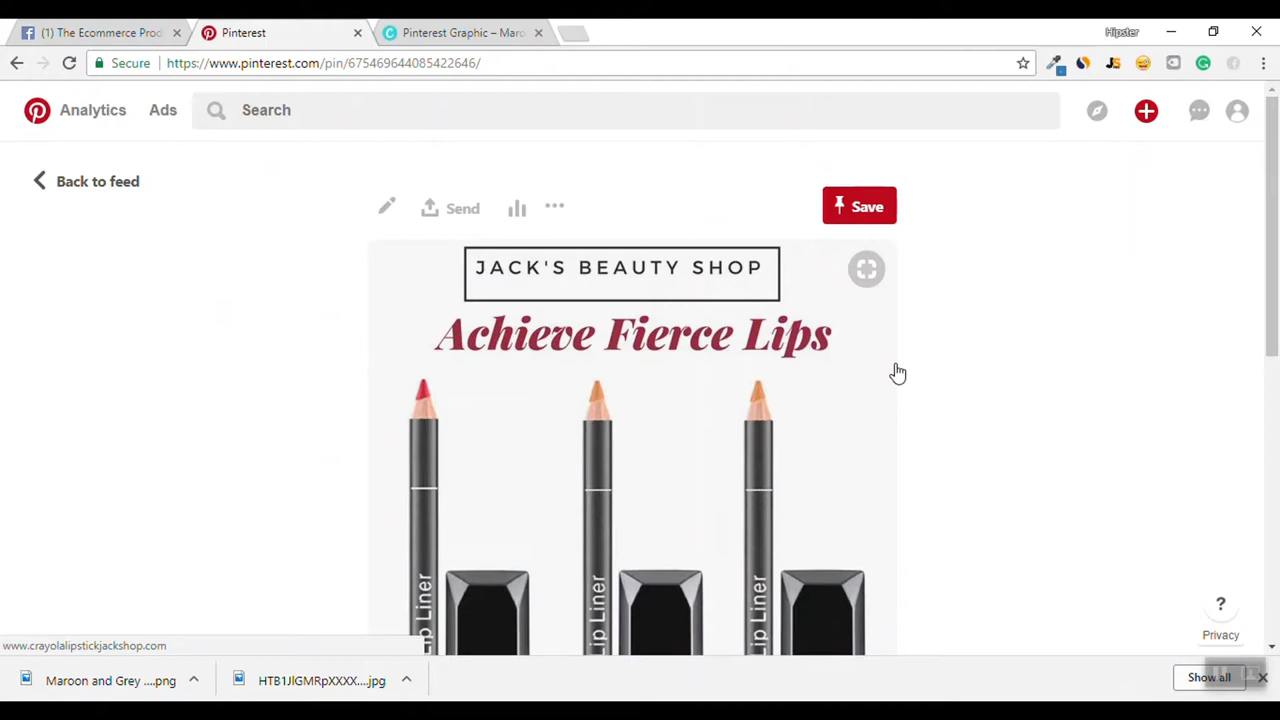 (1) The Ecommerce Prod
Pinterest
Pinterest Graphic – Maro
Hipster
Secure
https://www.pinterest.com/pin/675469644085422646/
Analytics
Ads
Search
Back to feed
Send
Save
JACK'S BEAUTY SHOP
Achieve Fierce Lips
Lip Liner
Lip Liner
Lip Liner
?
Privacy
www.crayolalipstickjackshop.com
Maroon and Grey ....png
HTB1JlGMRpXXXX....jpg
Show all